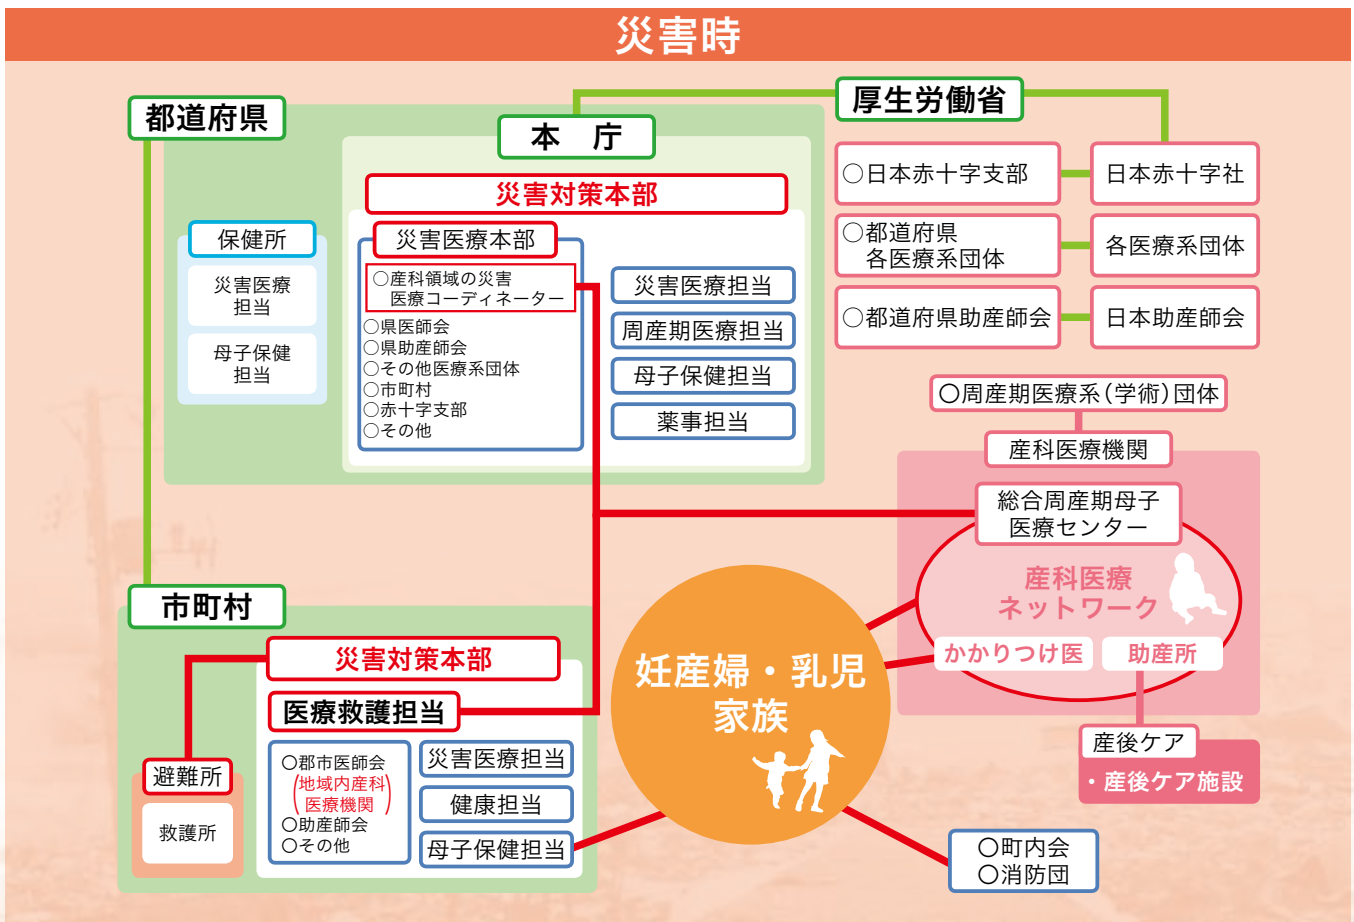 災害時
都道府県
本 庁
厚生労働省
災害対策本部
保健所
災害医療
担当
母子保健
担当
災害医療本部
○産科領域の災害
医療コーディネーター
○県医師会
○県助産師会
○その他医療系団体
○市町村
○赤十字支部
○その他
災害医療担当
周産期医療担当
母子保健担当
薬事担当
○日本赤十字支部
日本赤十字社
○都道府県
各医療系団体
各医療系団体
○都道府県助産師会
日本助産師会
○周産期医療系(学術)団体
産科医療機関
総合周産期母子
医療センター
産科医療
ネットワーク
かかりつけ医
助産所
産後ケア
・産後ケア施設
市町村
災害対策本部
医療救護担当
○郡市医師会
(地域内産科
医療機関)
○助産師会
○その他
災害医療担当
健康担当
母子保健担当
避難所
救護所
妊産婦・乳児
家族
○町内会
○消防団